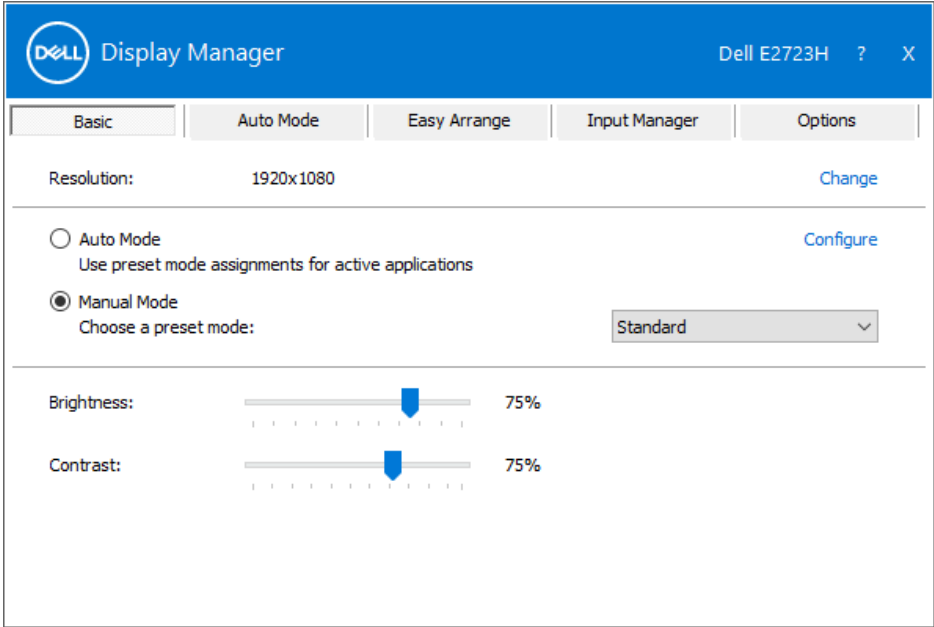 DELL Display Manager Dell E2723H ? X
Basic Auto Mode Easy Arrange Input Manager Options
Resolution: 1920x1080 Change
Auto Mode Configure
Use preset mode assignments for active applications
Manual Mode
Choose a preset mode: Standard
Brightness: 75%
Contrast: 75%